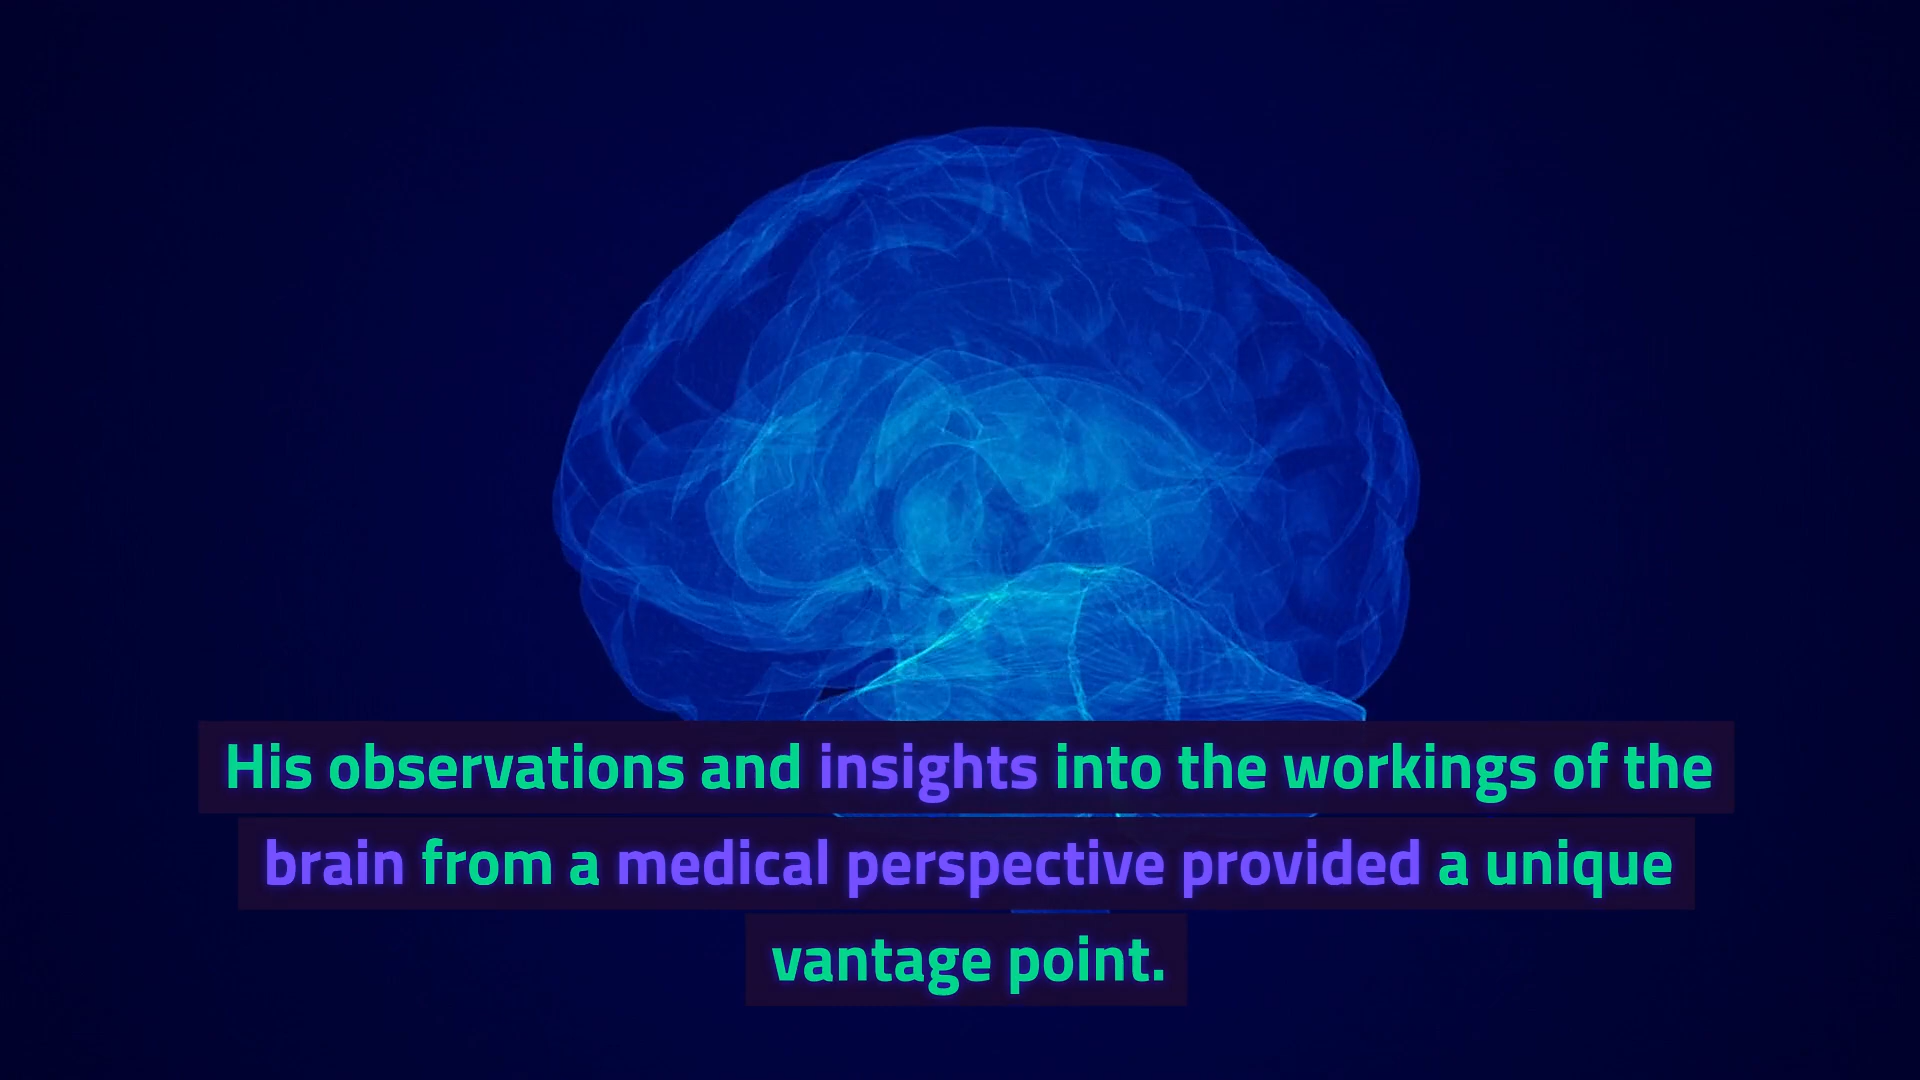 His observations and insights into the workings of the
brain from a medical perspective provided a unique
vantage point.